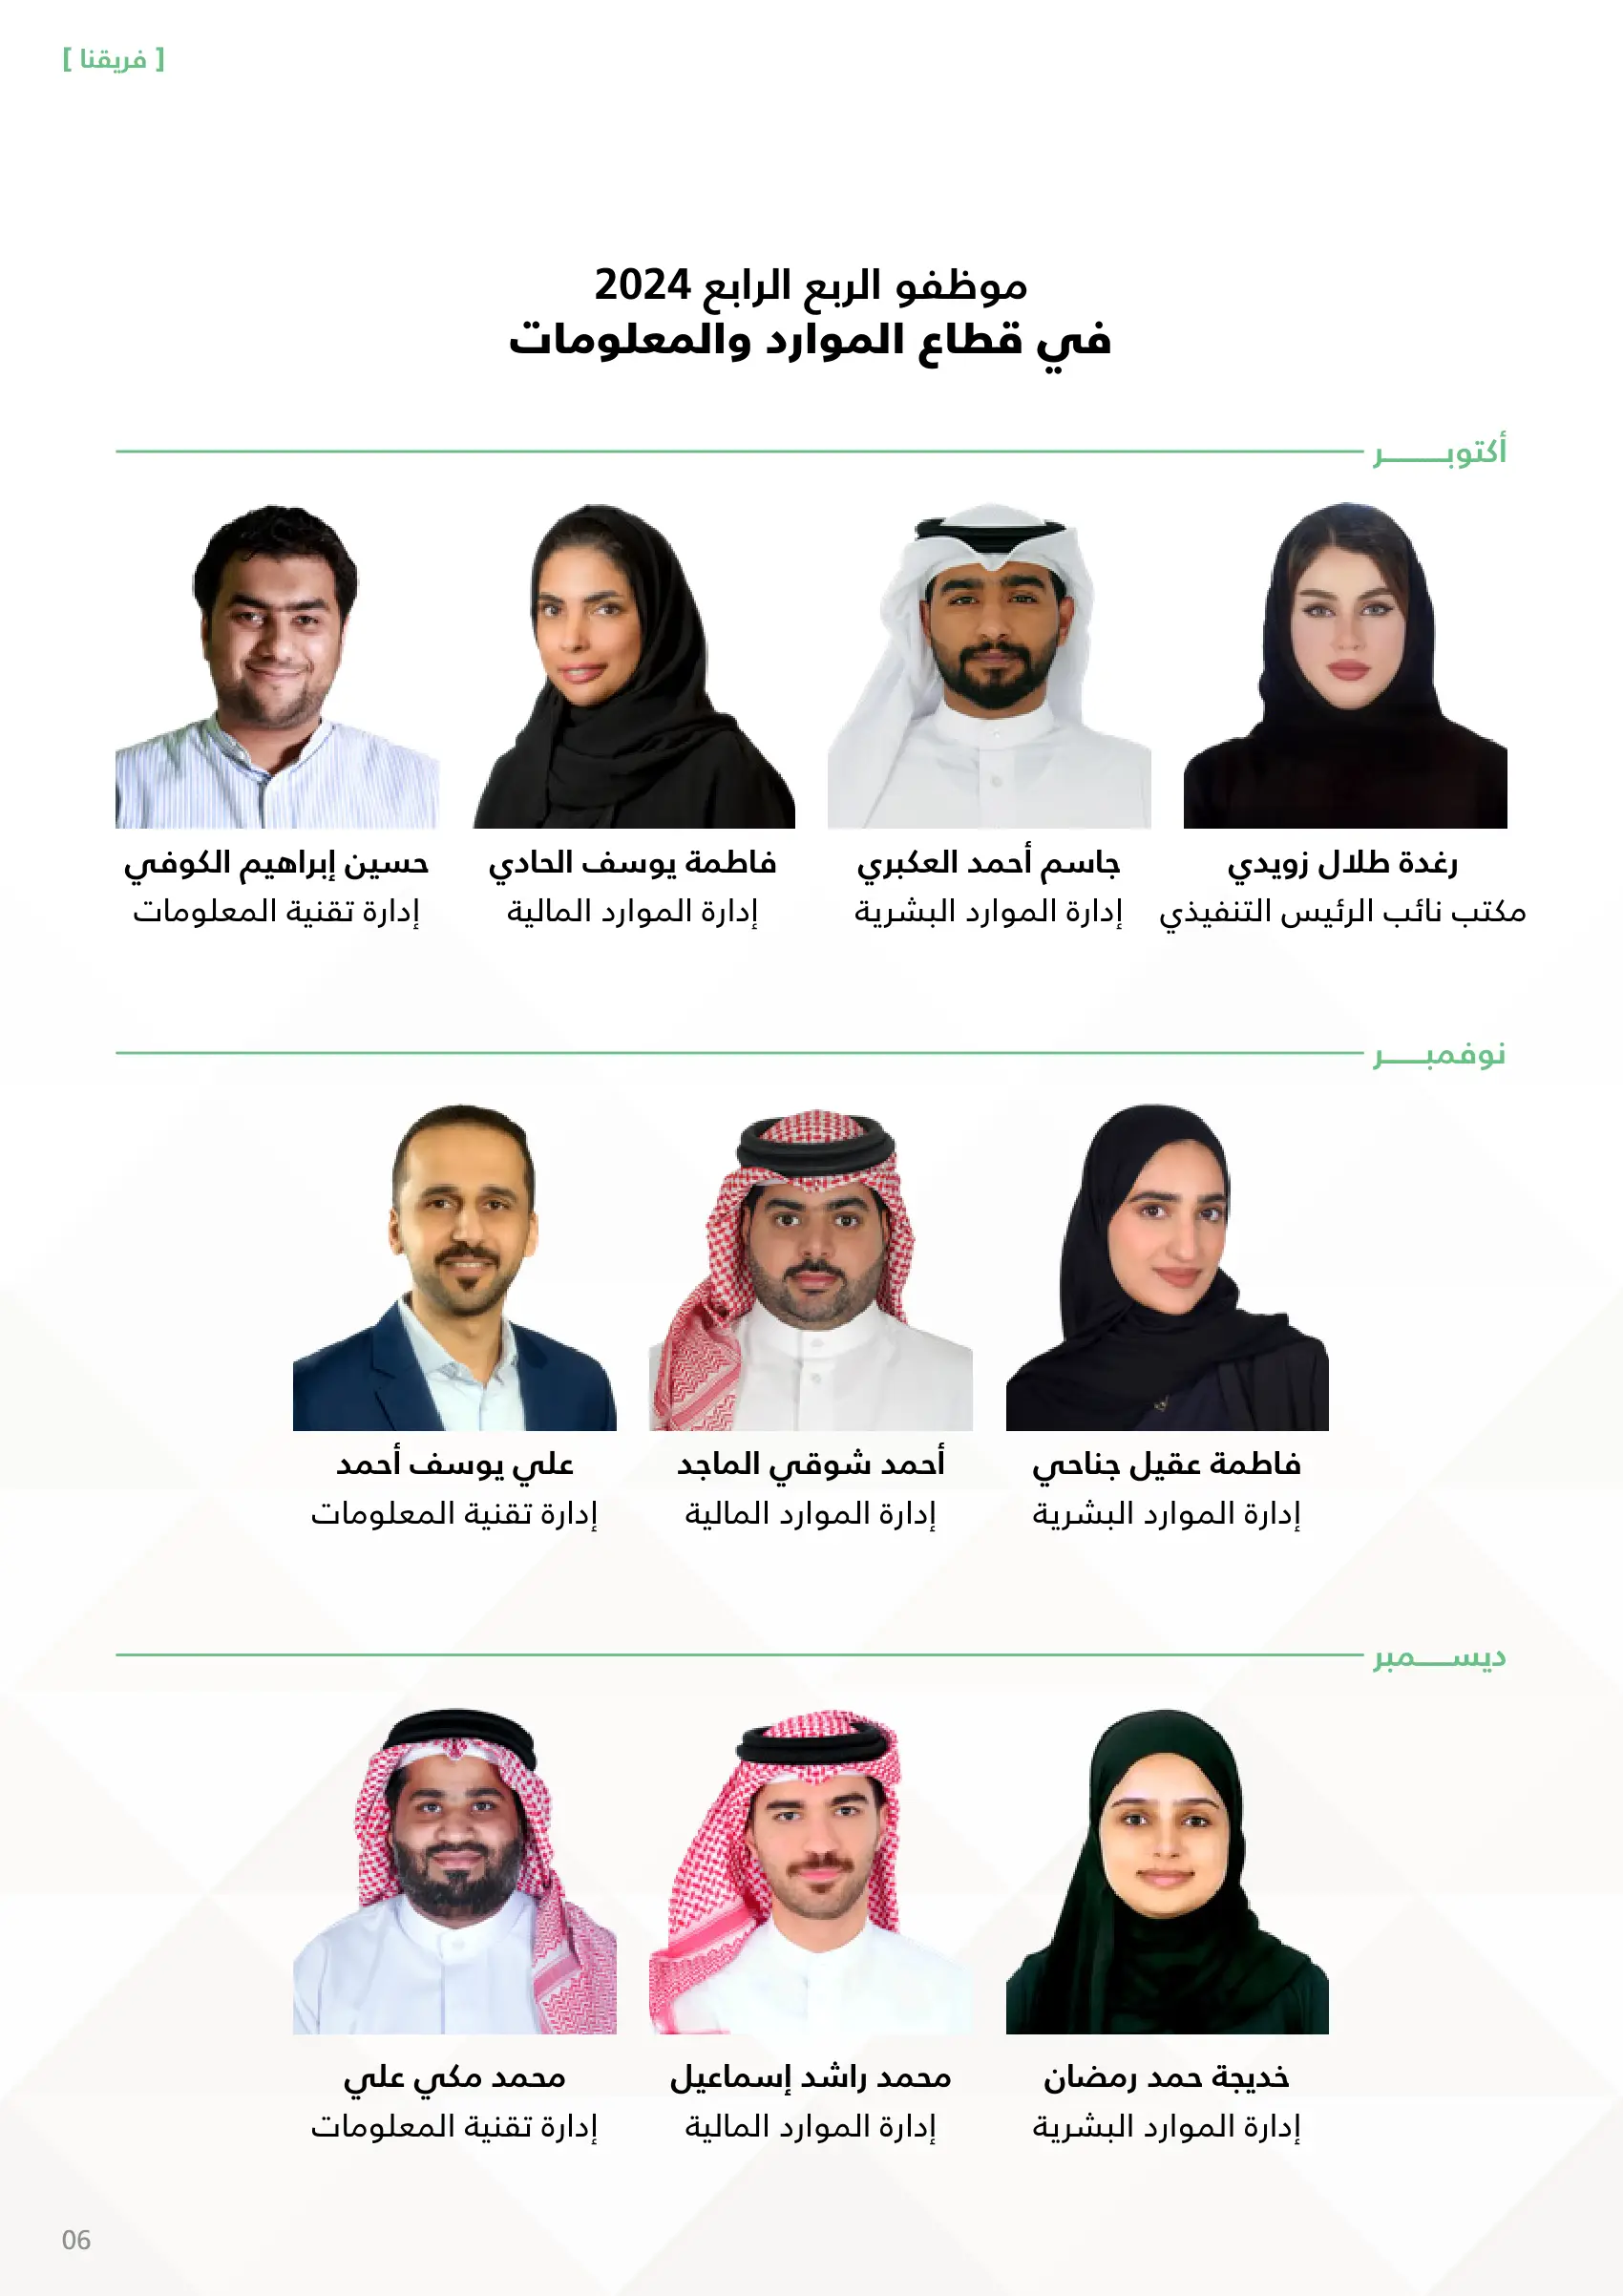 [ فريقنا ]
موظفو الربع الرابع 2024
في قطاع الموارد والمعلومات
أكتوبـــــــر
رغدة طلال زويدي
مكتب نائب الرئيس التنفيذي
جاسم أحمد العكبري
إدارة الموارد البشرية
فاطمة يوسف الحادي
إدارة الموارد المالية
حسين إبراهيم الكوفي
إدارة تقنية المعلومات
نوفمبـــــر
فاطمة عقيل جناحي
إدارة الموارد البشرية
أحمد شوقي الماجد
إدارة الموارد المالية
علي يوسف أحمد
إدارة تقنية المعلومات
ديســـــمبر
خديجة حمد رمضان
إدارة الموارد البشرية
محمد راشد إسماعيل
إدارة الموارد المالية
محمد مكي علي
إدارة تقنية المعلومات
06